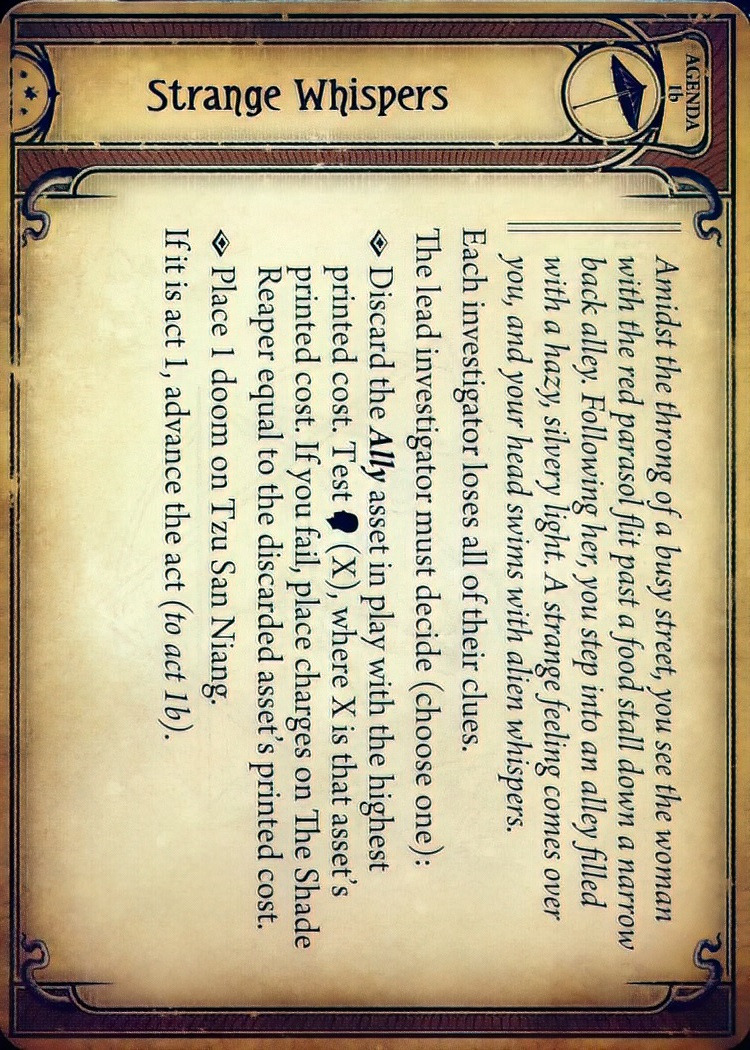 AGENDA
1b
Strange Whispers
Amidst the throng of a busy street, you see the woman
with the red parasol flit past a food stall down a narrow
back alley. Following her, you step into an alley filled
with a hazy, silvery light. A strange feeling comes over
you, and your head swims with alien whispers.
Each investigator loses all of their clues.
The lead investigator must decide (choose one):
Discard the Ally asset in play with the highest
printed cost. Test (X), where X is that asset's
printed cost. If you fail, place charges on The Shade
Reaper equal to the discarded asset's printed cost.
Place 1 doom on Tzu San Niang.
If it is act 1, advance the act (to act 1b).